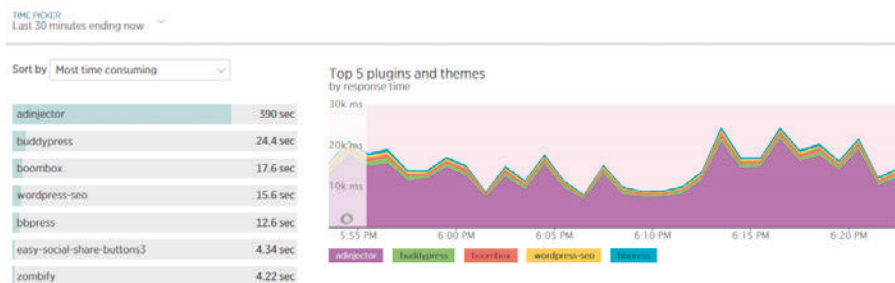 TIME PICKER
Last 30 minutes ending now
Sort by Most time consuming
adinjector 390 sec
buddypress 24.4 sec
boombox 17.6 sec
wordpress-seo 15.6 sec
bbpress 12.6 sec
easy-social-share-buttons3 4.34 sec
zombify 4.22 sec
Top 5 plugins and themes
by response time
30k ms
20k ms
10k ms
5:55 PM 6:00 PM 6:05 PM 6:10 PM 6:15 PM 6:20 PM
adinjector buddypress boombox wordpress-seo bbpress